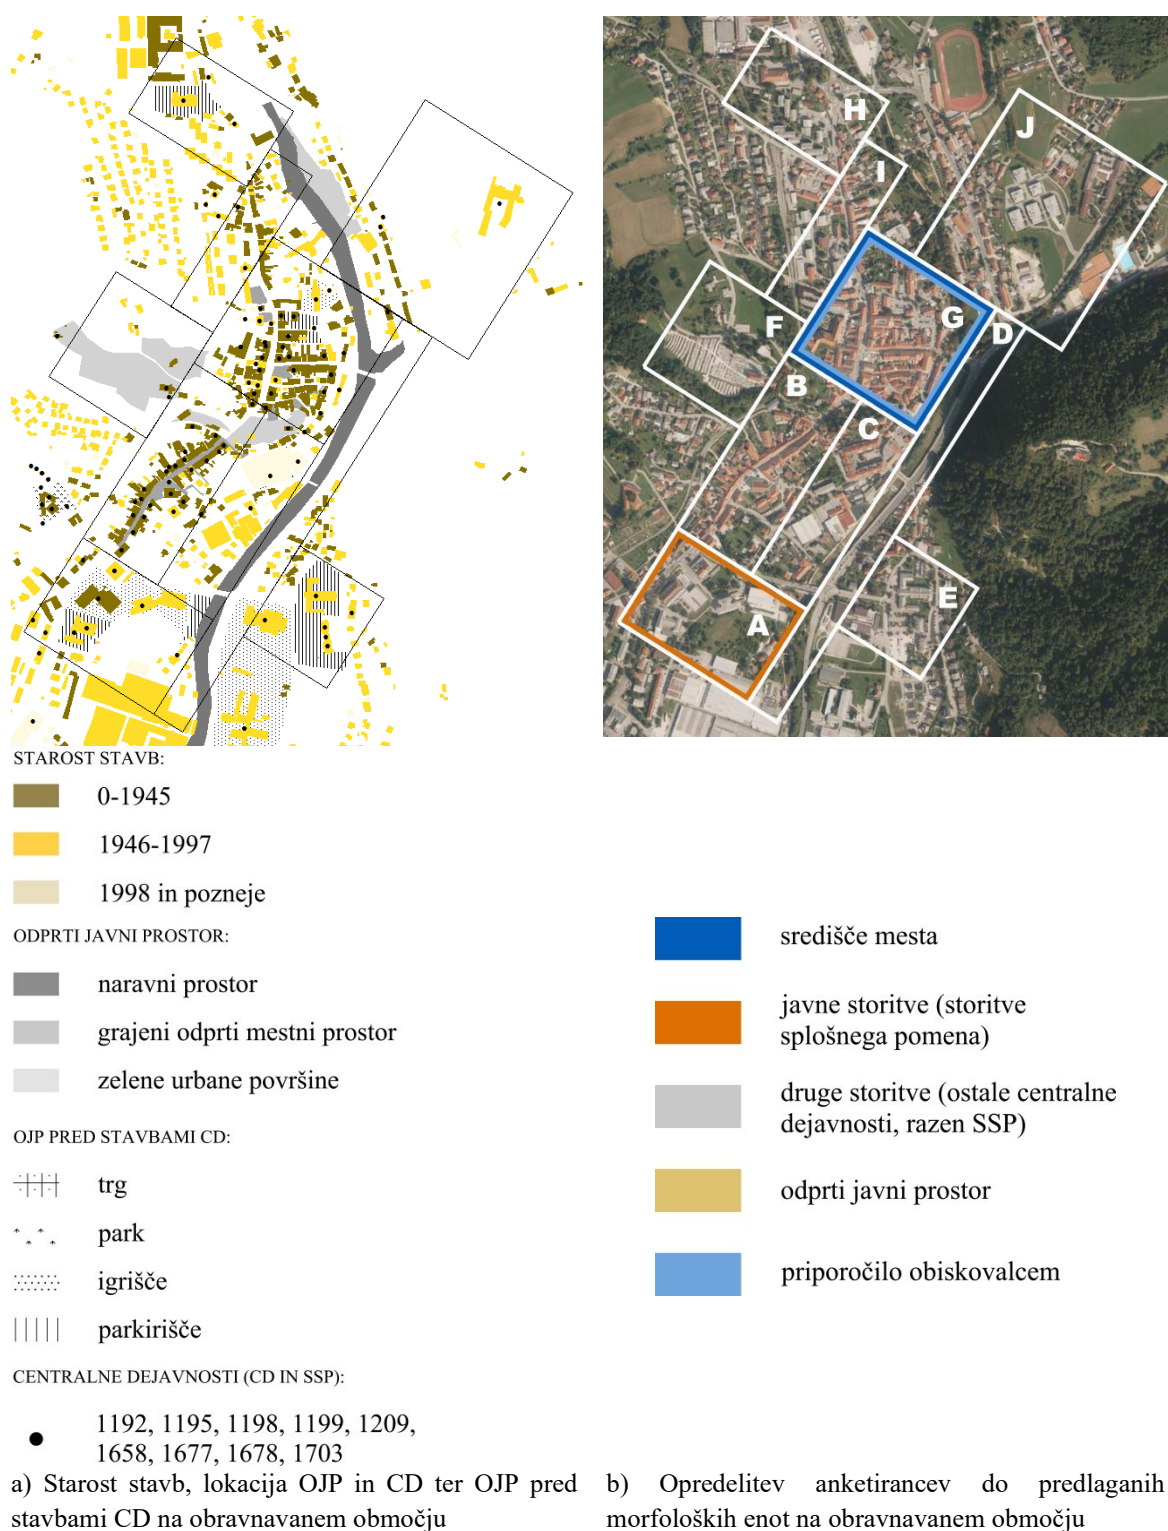 H
J
I
G
D
F
B
C
E
A
STAROST STAVB:
0-1945
1946-1997
1998 in pozneje
ODPRTI JAVNI PROSTOR:
naravni prostor
grajeni odprti mestni prostor
zelene urbane površine
OJP PRED STAVBAMI CD:
trg
park
igrišče
parkirišče
CENTRALNE DEJAVNOSTI (CD IN SSP):
1192, 1195, 1198, 1199, 1209,
1658, 1677, 1678, 1703
a) Starost stavb, lokacija OJP in CD ter OJP pred
stavbami CD na obravnavanem območju
središče mesta
javne storitve (storitve
splošnega pomena)
druge storitve (ostale centralne
dejavnosti, razen SSP)
odprti javni prostor
priporočilo obiskovalcem
b) Opredelitev anketirancev do predlaganih
morfoloških enot na obravnavanem območju